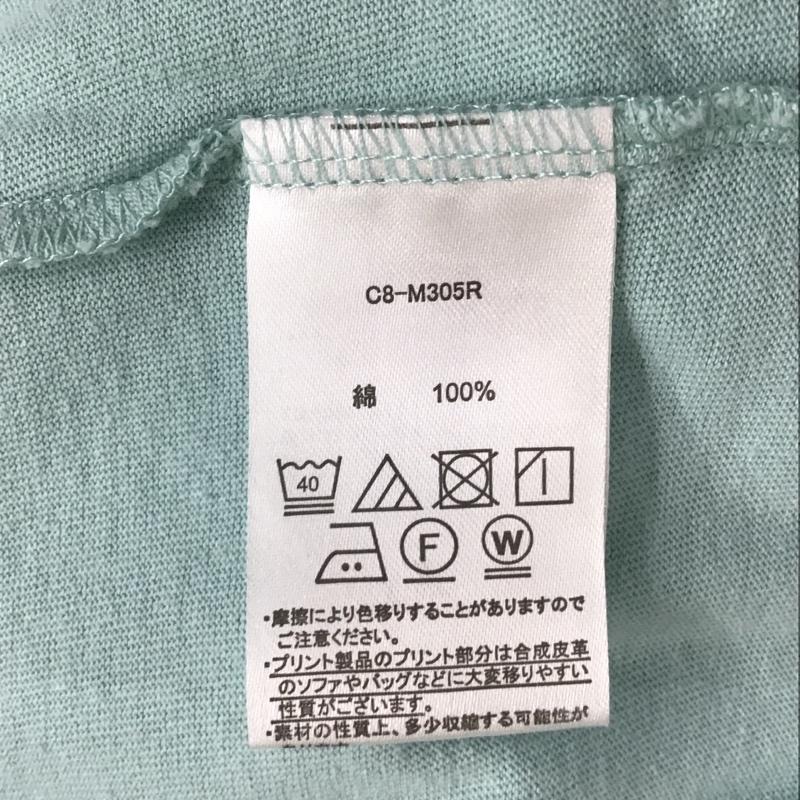 C8-M305R
綿 100%
40
F W
・摩擦により色移りすることがありますので
ご注意ください。
・プリント製品のプリント部分は合成皮革
のソファやバッグなどに大変移りやすい
性質がございます。
・素材の性質上、多少収縮する可能性が